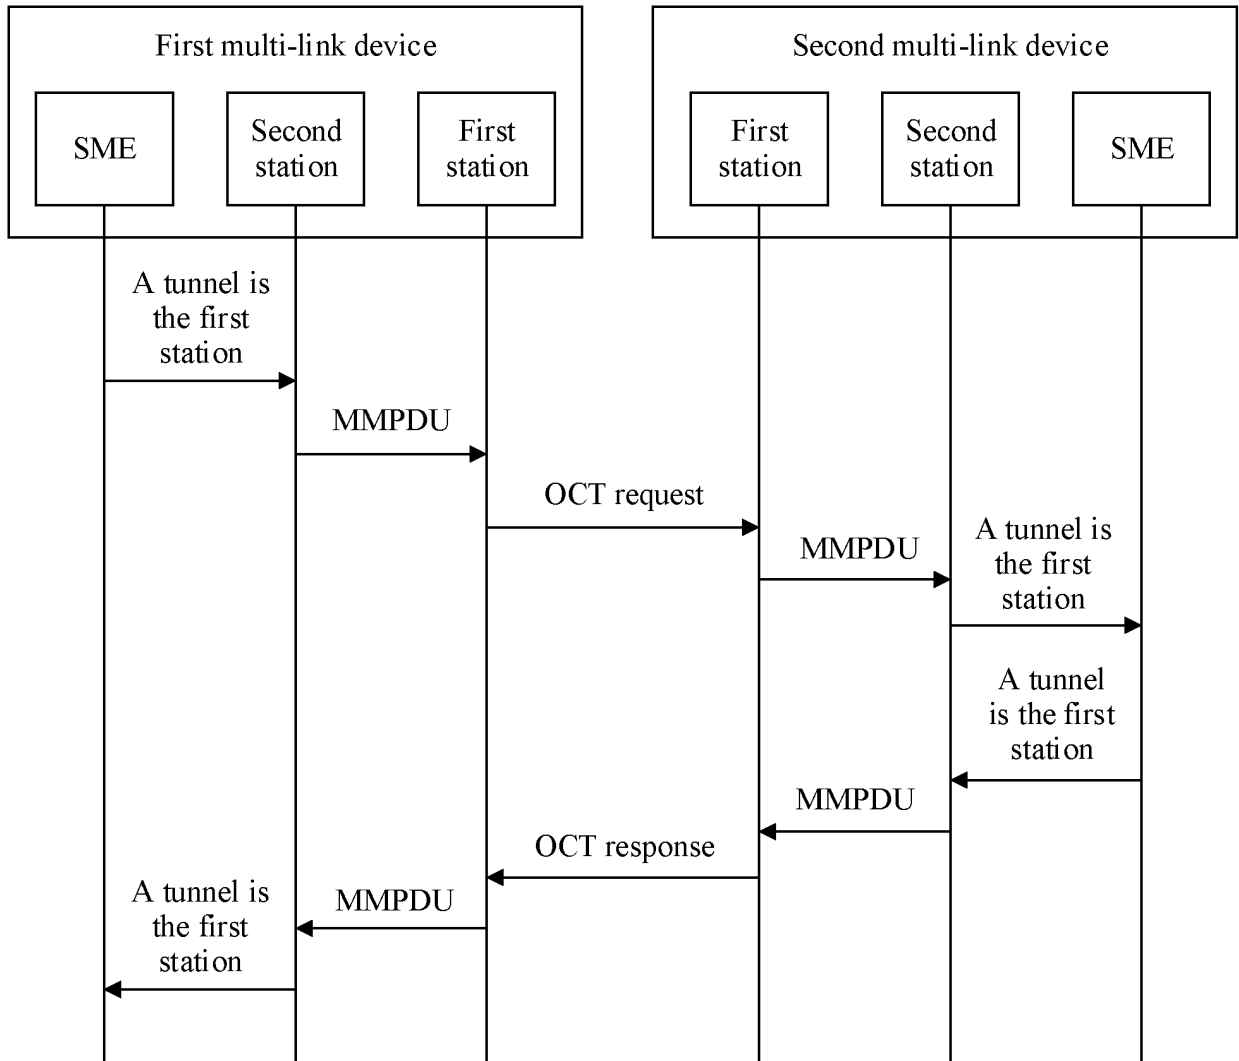 First multi-link device
Second multi-link device
SME
Second
station
First
station
First
station
Second
station
SME
A tunnel is
the first
station
MMPDU
OCT request
MMPDU
A tunnel is
the first
station
A tunnel
is the first
station
MMPDU
OCT response
MMPDU
A tunnel is
the first
station